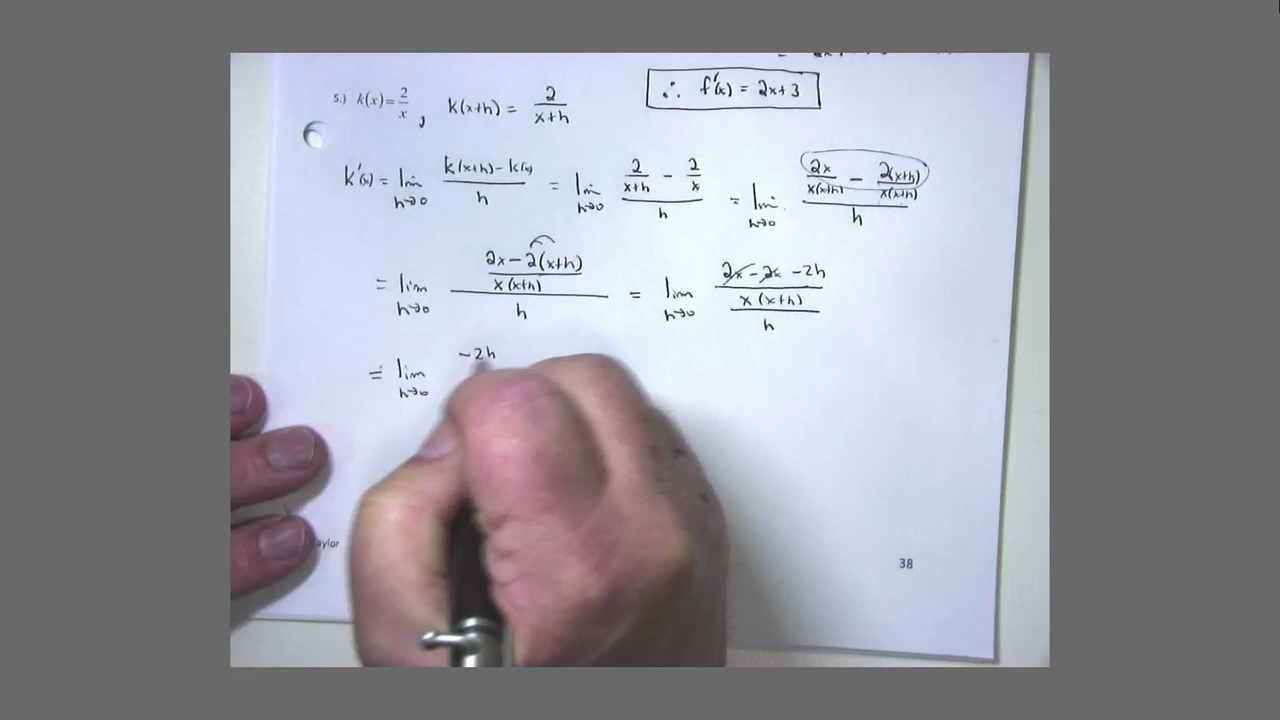 ∴ f'(x) = 2x+3
5.) k(x) = 2/x , k(x+h) = 2/(x+h)
k'(x) = lim h→0 (k(x+h) - k(x))/h = lim h→0 (2/(x+h) - 2/x)/h = lim h→0 (2x/(x(x+h)) - 2(x+h)/(x(x+h)))/h
= lim h→0 ((2x-2(x+h))/(x(x+h)))/h = lim h→0 ((2x-2x-2h)/(x(x+h)))/h
= lim h→0 -2h
aylor
38